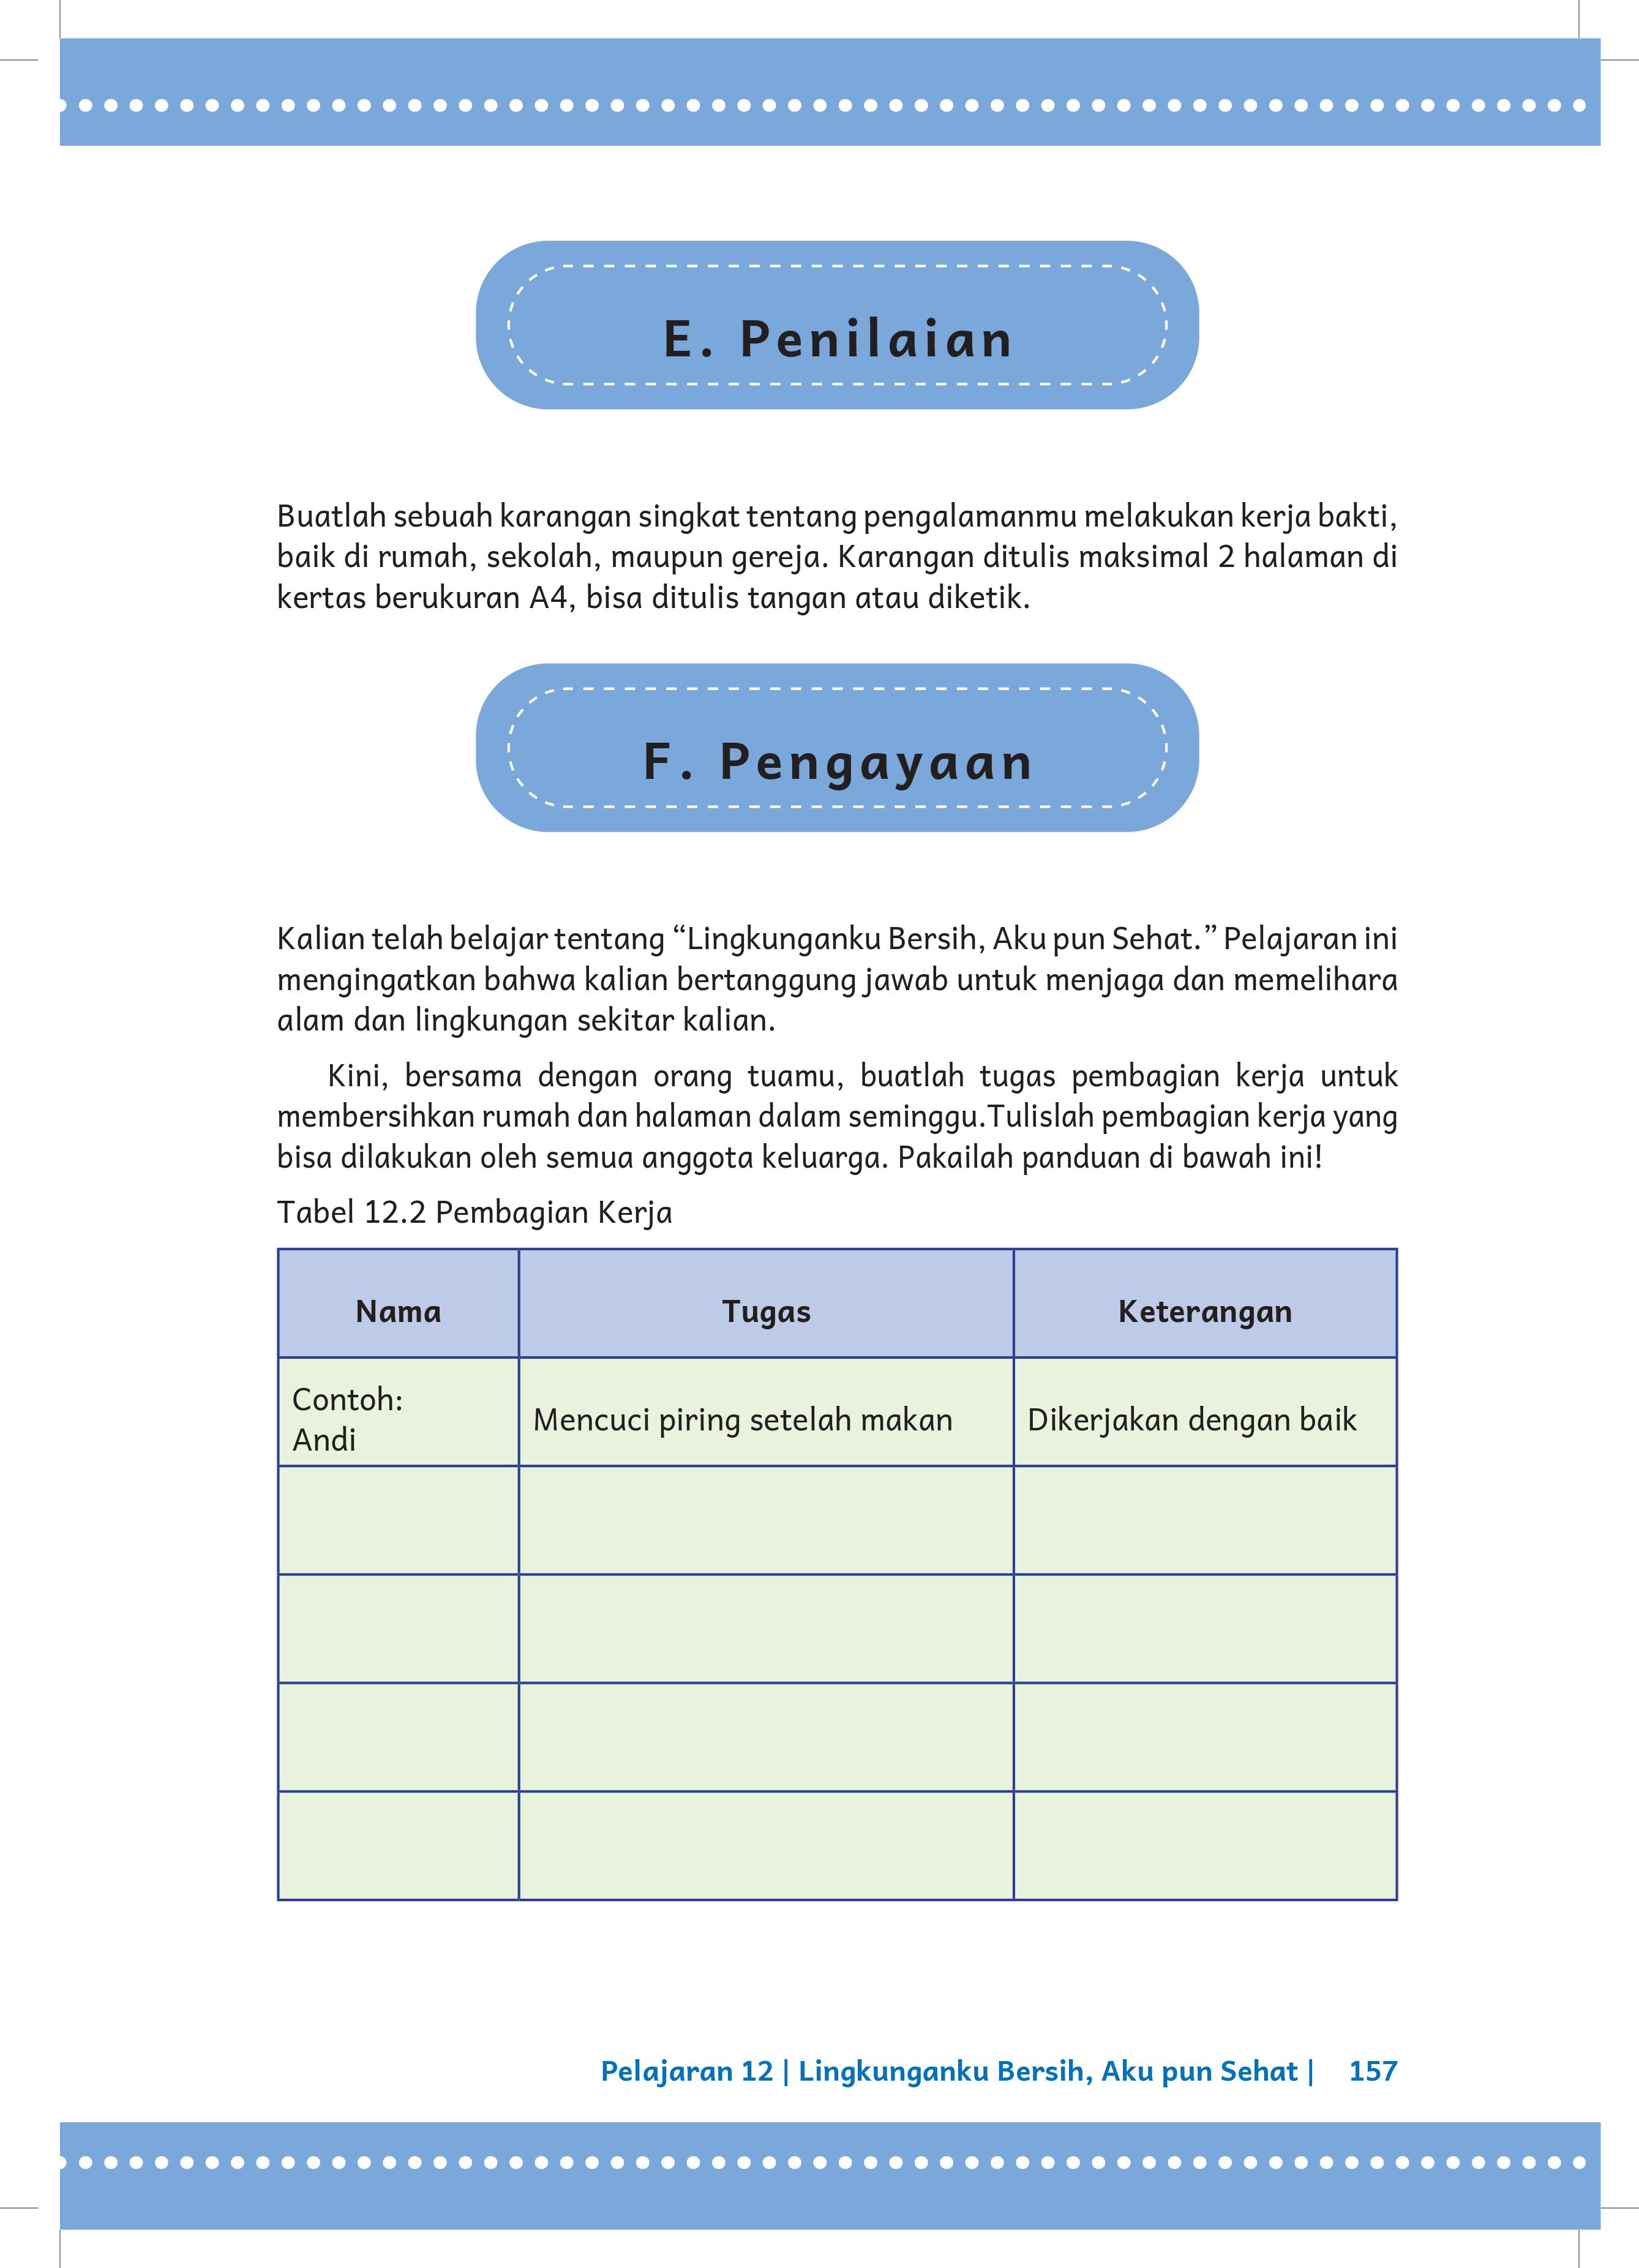 E. Penilaian
Buatlah sebuah karangan singkat tentang pengalamanmu melakukan kerja bakti,
baik di rumah, sekolah, maupun gereja. Karangan ditulis maksimal 2 halaman di
kertas berukuran A4, bisa ditulis tangan atau diketik.
F. Pengayaan
Kalian telah belajar tentang “Lingkunganku Bersih, Aku pun Sehat.” Pelajaran ini
mengingatkan bahwa kalian bertanggung jawab untuk menjaga dan memelihara
alam dan lingkungan sekitar kalian.
Kini, bersama dengan orang tuamu, buatlah tugas pembagian kerja untuk
membersihkan rumah dan halaman dalam seminggu.Tulislah pembagian kerja yang
bisa dilakukan oleh semua anggota keluarga. Pakailah panduan di bawah ini!
Tabel 12.2 Pembagian Kerja
Nama Tugas Keterangan
Contoh:
Andi
Mencuci piring setelah makan
Dikerjakan dengan baik
Pelajaran 12 | Lingkunganku Bersih, Aku pun Sehat | 157